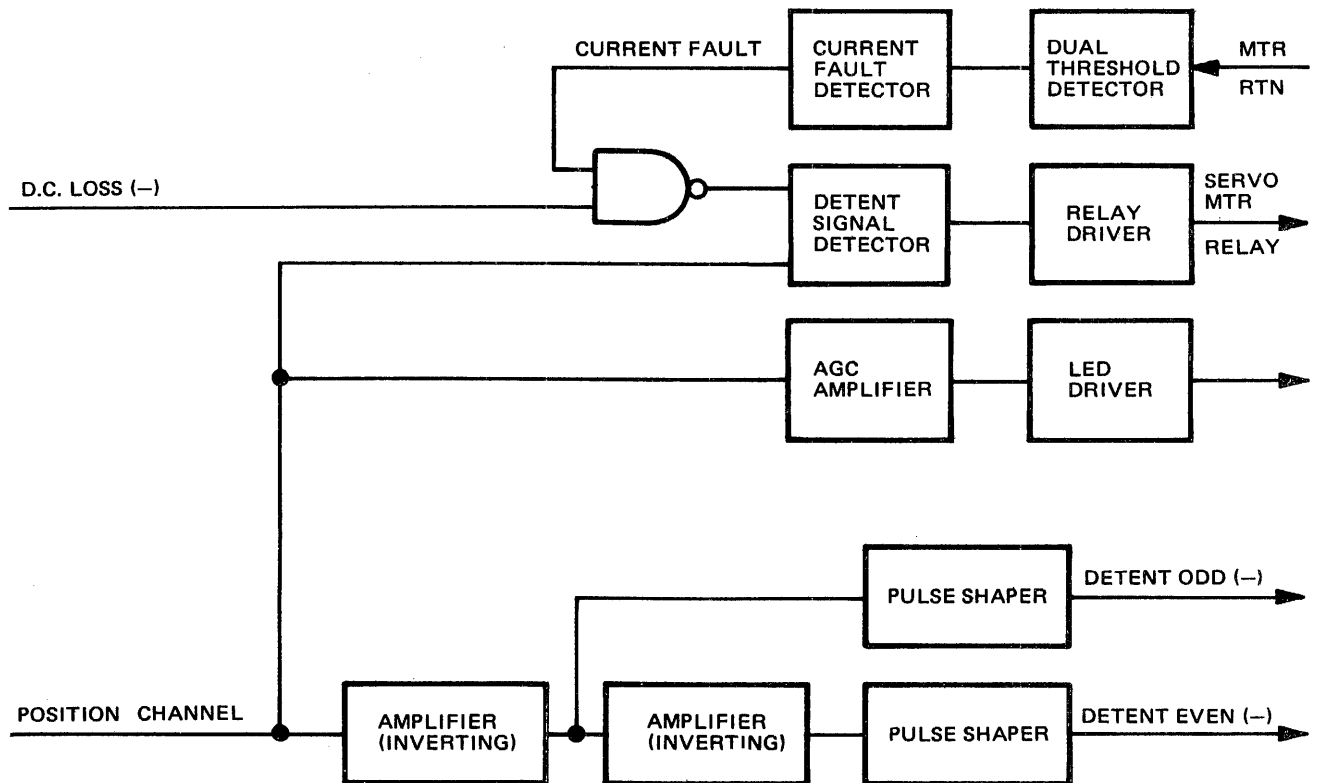 CURRENT FAULT
CURRENT
FAULT
DETECTOR
DUAL
THRESHOLD
DETECTOR
MTR
RTN
D.C. LOSS (—)
DETENT
SIGNAL
DETECTOR
RELAY
DRIVER
SERVO
MTR
RELAY
AGC
AMPLIFIER
LED
DRIVER
PULSE SHAPER
DETENT ODD (—)
POSITION CHANNEL
AMPLIFIER
(INVERTING)
AMPLIFIER
(INVERTING)
PULSE SHAPER
DETENT EVEN (—)